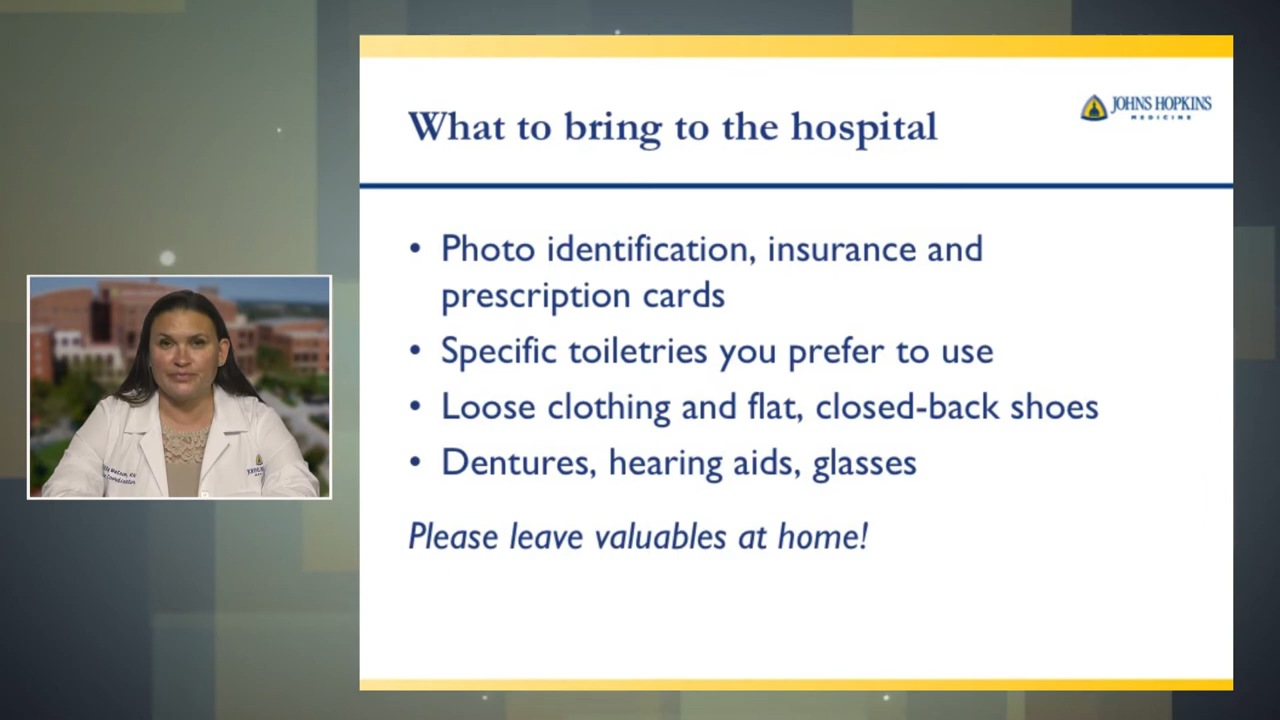 What to bring to the hospital
JOHNS HOPKINS
MEDICINE
• Photo identification, insurance and
prescription cards
• Specific toiletries you prefer to use
• Loose clothing and flat, closed-back shoes
• Dentures, hearing aids, glasses
Please leave valuables at home!